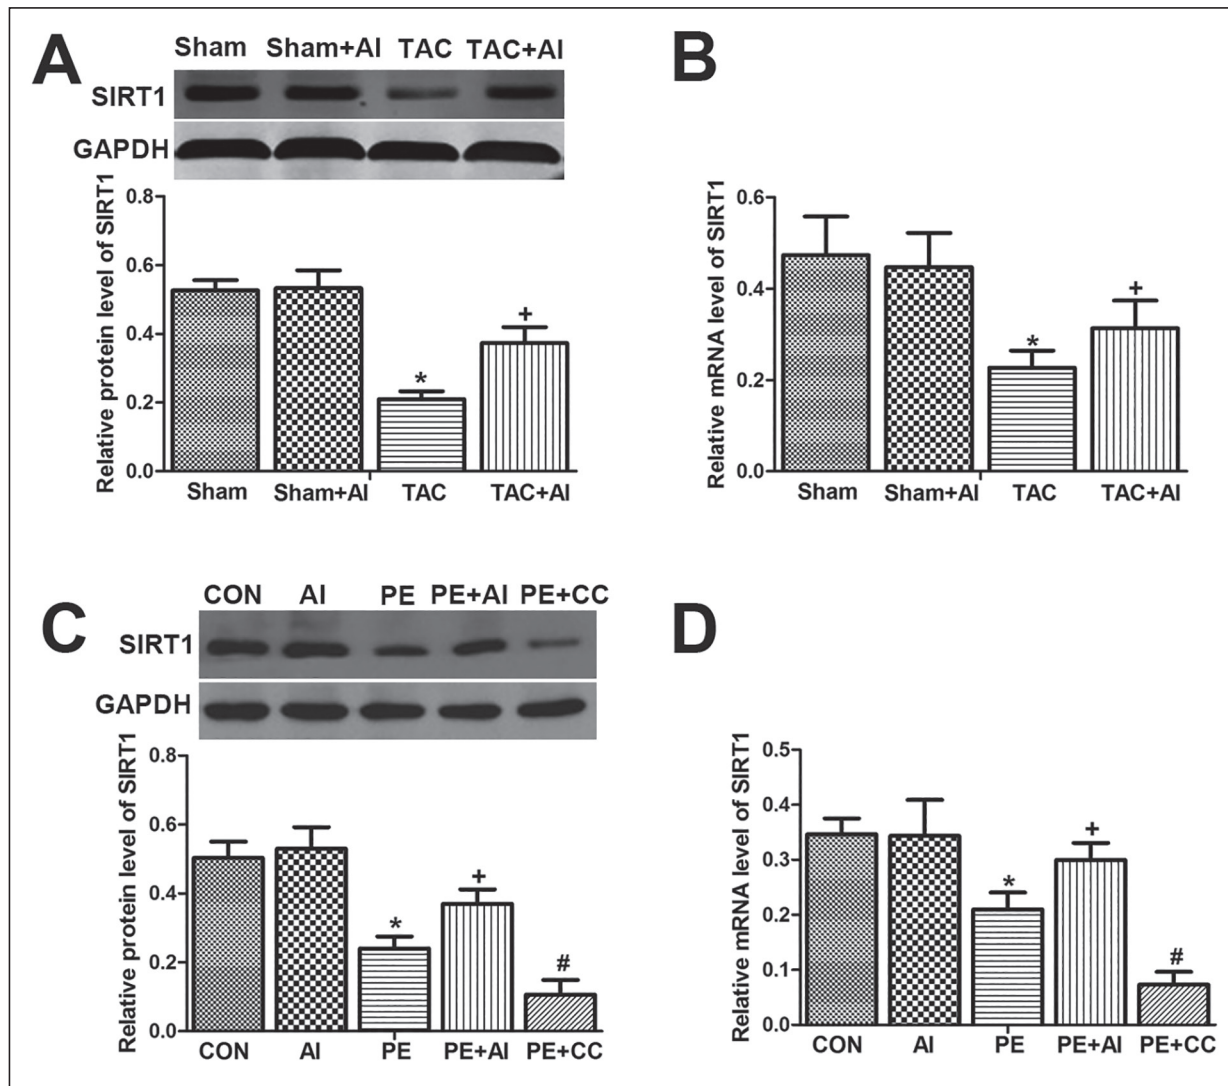 A
Sham Sham+AI TAC TAC+AI
SIRT1
GAPDH
Relative protein level of SIRT1
0.8
0.6
0.4
0.2
0.0
*
+
Sham Sham+AI TAC TAC+AI
B
Relative mRNA level of SIRT1
0.6
0.4
0.2
0.0
*
+
Sham Sham+AI TAC TAC+AI
C
CON AI PE PE+AI PE+CC
SIRT1
GAPDH
Relative protein level of SIRT1
0.8
0.6
0.4
0.2
0.0
*
+
#
CON AI PE PE+AI PE+CC
D
Relative mRNA level of SIRT1
0.5
0.4
0.3
0.2
0.1
0.0
*
+
#
CON AI PE PE+AI PE+CC